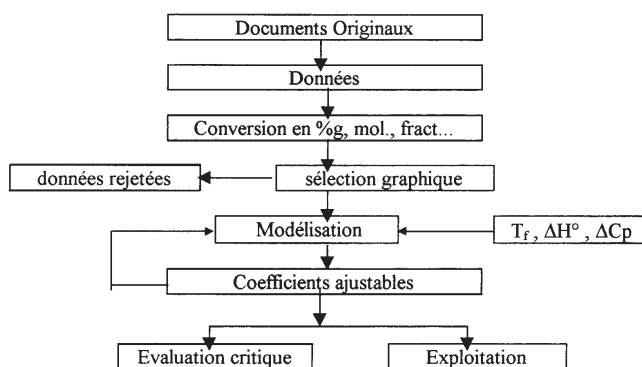 Documents Originaux
Données
Conversion en %g, mol., fract...
données rejetées
sélection graphique
Modélisation
Tf , ΔH° , ΔCp
Coefficients ajustables
Evaluation critique
Exploitation